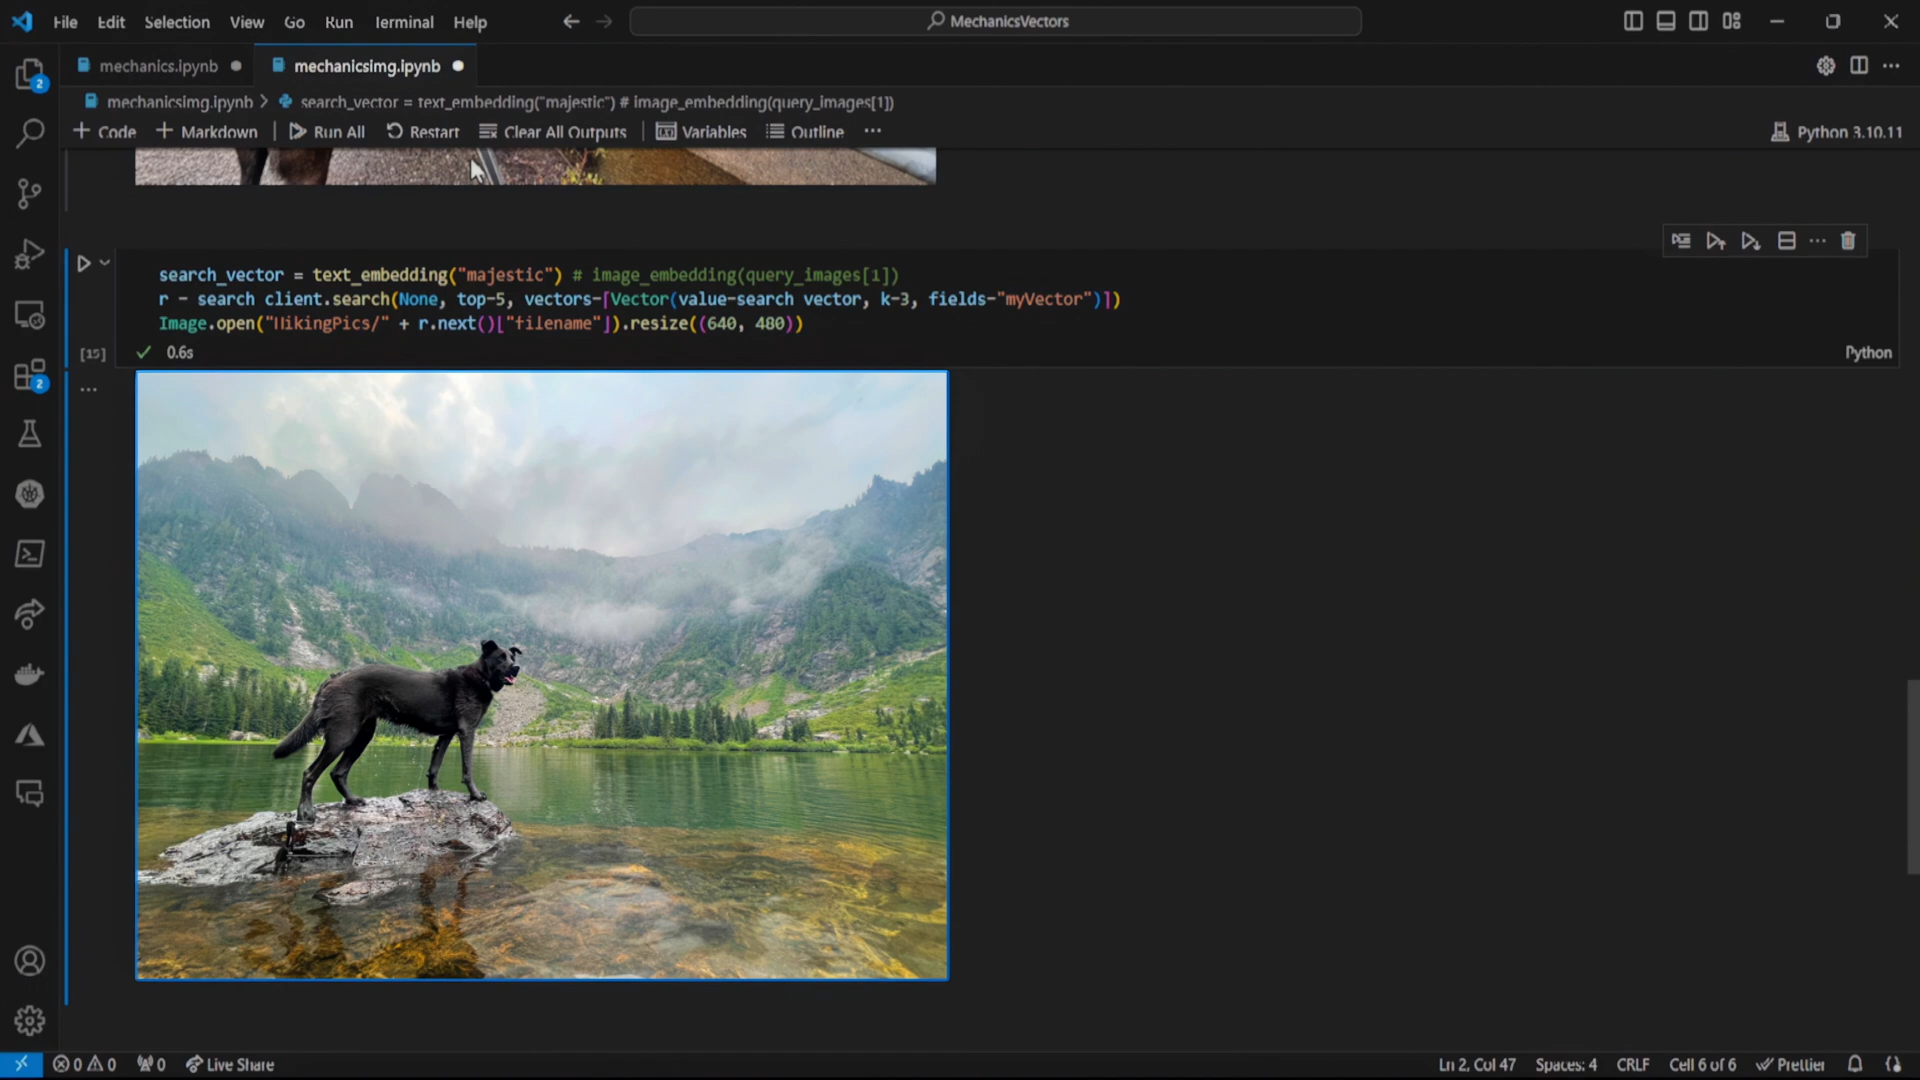 File Edit Selection View Go Run Terminal Help
MechanicsVectors
mechanics.ipynb
mechanicsimg.ipynb
mechanicsimg.ipynb > search_vector = text_embedding("majestic") # image_embedding(query_images[1])
+ Code + Markdown Run All Restart Clear All Outputs Variables Outline ...
Python 3.10.11
search_vector = text_embedding("majestic") # image_embedding(query_images[1])
r = search_client.search(None, top=5, vectors=[Vector(value=search_vector, k=3, fields="myVector")])
Image.open("HikingPics/" + r.next()["filename"]).resize((640, 480))
[15] 0.6s
Python
2
2
0 0 0 Live Share
Ln 2, Col 47 Spaces: 4 CRLF Cell 6 of 6 Prettier